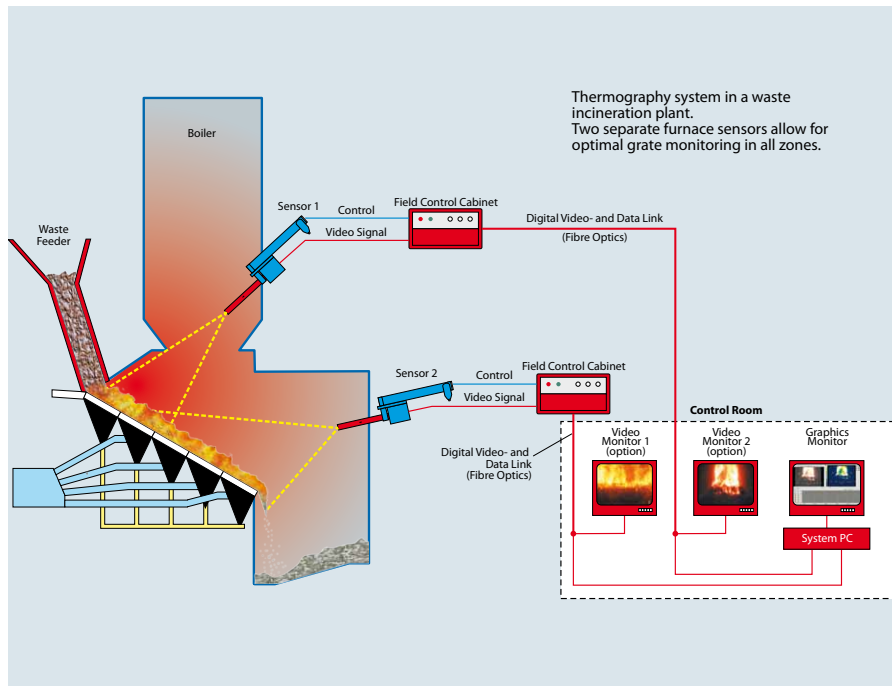 Thermography system in a waste
incineration plant.
Two separate furnace sensors allow for
optimal grate monitoring in all zones.
Boiler
Waste
Feeder
Sensor 1
Control
Video Signal
Field Control Cabinet
Digital Video- and Data Link
(Fibre Optics)
Sensor 2
Control
Video Signal
Field Control Cabinet
Digital Video- and
Data Link
(Fibre Optics)
Control Room
Video
Monitor 1
(option)
Video
Monitor 2
(option)
Graphics
Monitor
System PC